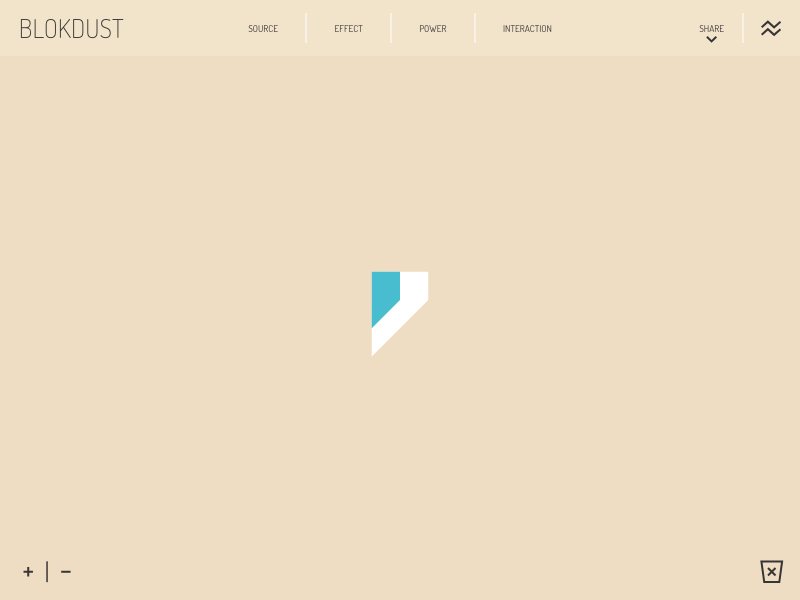 BLOKDUST
SOURCE
EFFECT
POWER
INTERACTION
SHARE